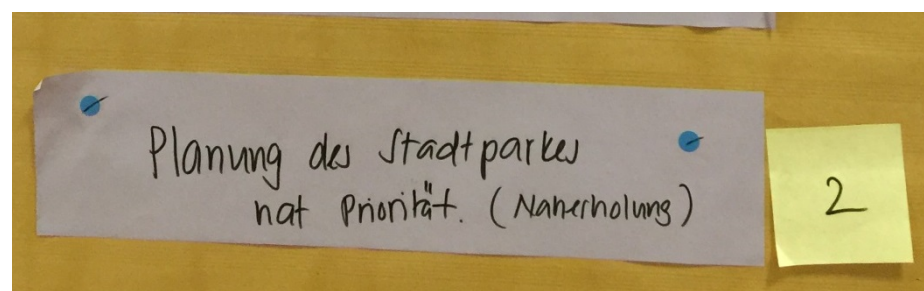 Planung des Stadtparkes
hat Priorität. (Naherholung)
2